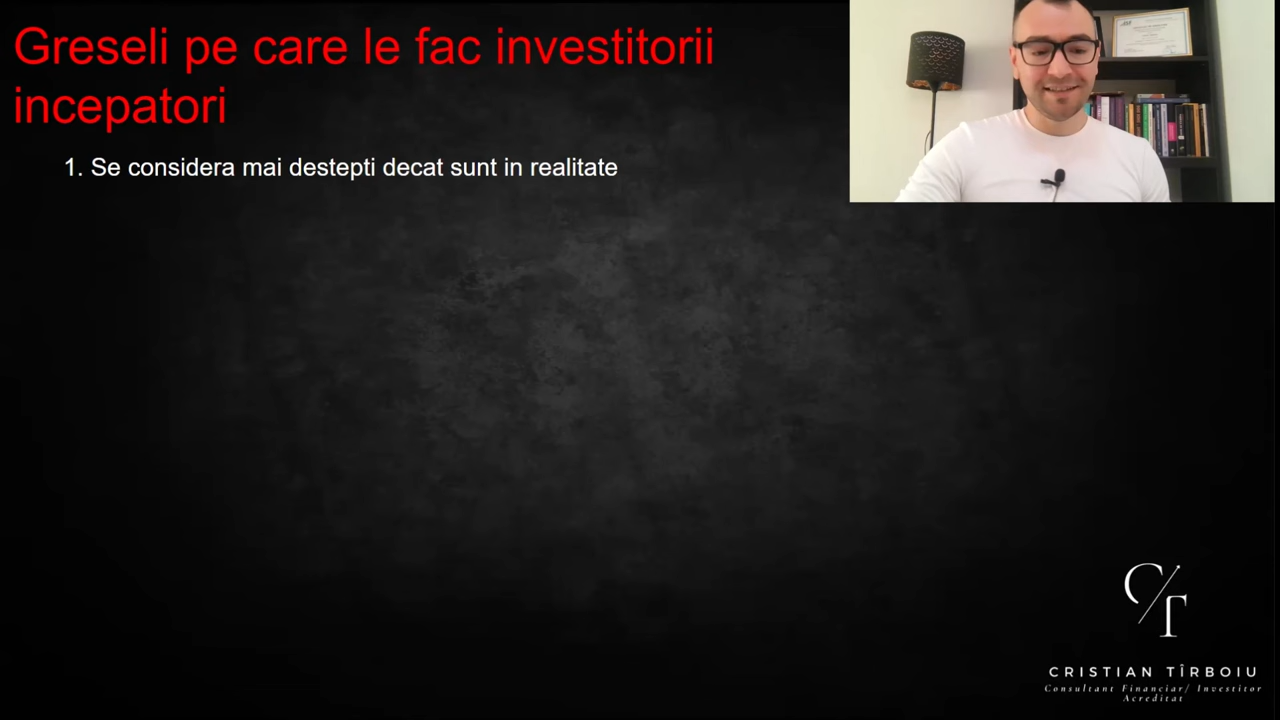 Greseli pe care le fac investitorii
incepatori
1. Se considera mai destepti decat sunt in realitate
CRISTIAN TÎRBOIU
Consultant Financiar/ Investitor
Acreditat